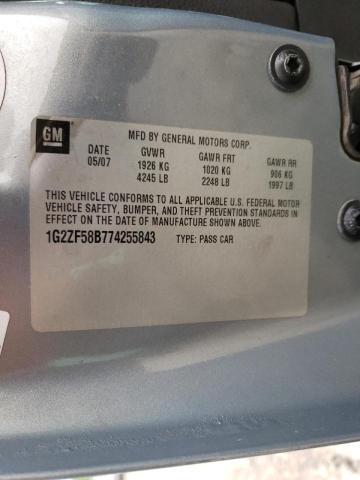 GM
MFD BY GENERAL MOTORS CORP.
DATE GVWR GAWR FRT GAWR RR
05/07 1926 KG 1020 KG 906 KG
4245 LB 2248 LB 1997 LB
THIS VEHICLE CONFORMS TO ALL APPLICABLE U.S. FEDERAL MOTOR
VEHICLE SAFETY, BUMPER, AND THEFT PREVENTION STANDARDS IN
EFFECT ON THE DATE OF MANUFACTURE SHOWN ABOVE.
1G2ZF58B774255843 TYPE: PASS CAR